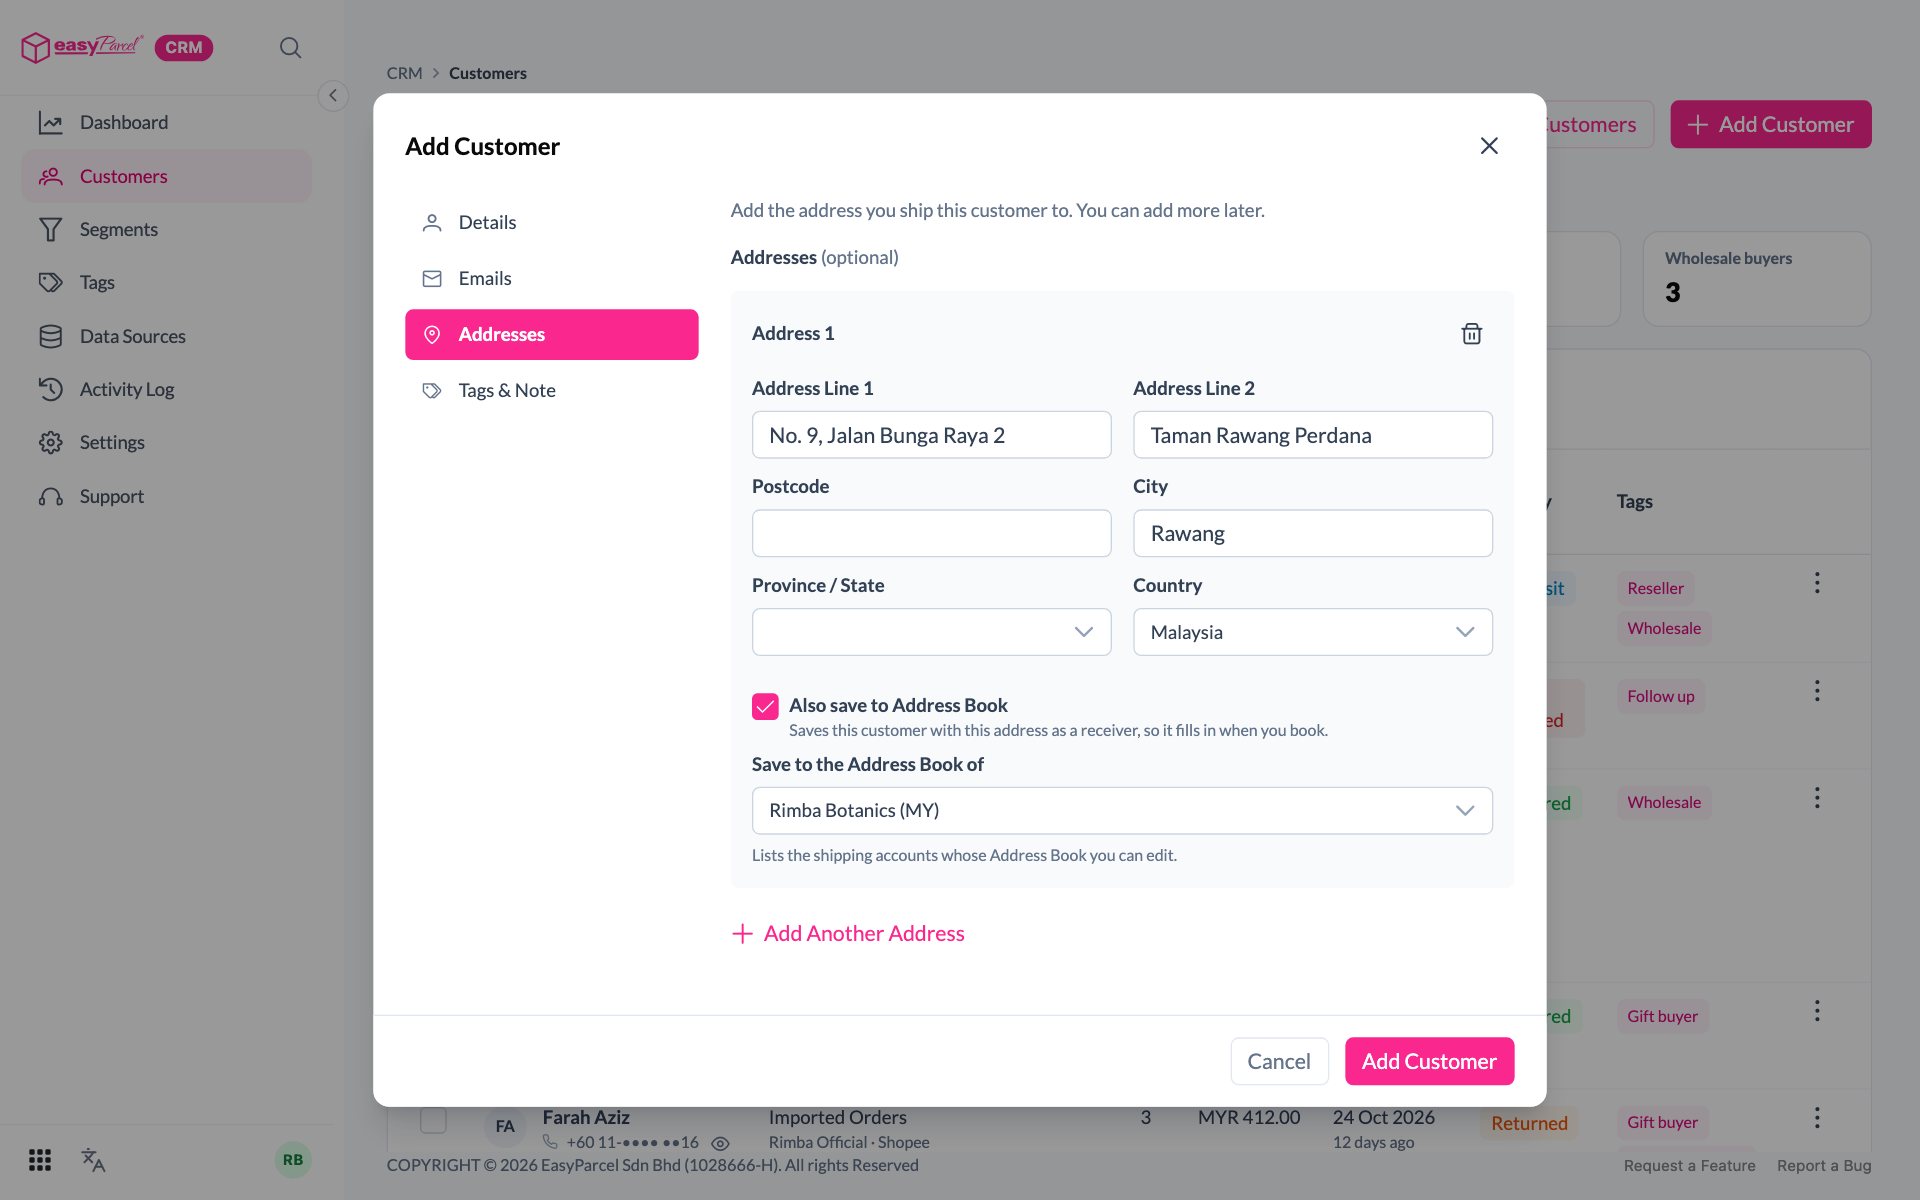 easyParcel CRM
Dashboard
Customers
Segments
Tags
Data Sources
Activity Log
Settings
Support
RB
CRM > Customers
Customers
Add Customer
Wholesale buyers
3
Tags
Reseller
Wholesale
Follow up
Wholesale
Gift buyer
Add Customer
Details
Emails
Addresses
Tags & Note
Add the address you ship this customer to. You can add more later.
Addresses (optional)
Address 1
Address Line 1 Address Line 2
No. 9, Jalan Bunga Raya 2 Taman Rawang Perdana
Postcode City
Rawang
Province / State Country
Malaysia
Also save to Address Book
Saves this customer with this address as a receiver, so it fills in when you book.
Save to the Address Book of
Rimba Botanics (MY)
Lists the shipping accounts whose Address Book you can edit.
Add Another Address
Cancel Add Customer
FA Farah Aziz Imported Orders 3 MYR 412.00 24 Oct 2026 Returned Gift buyer
+60 11-•••• ••16 Rimba Official · Shopee 12 days ago
COPYRIGHT © 2026 EasyParcel Sdn Bhd (1028666-H). All rights Reserved Request a Feature Report a Bug